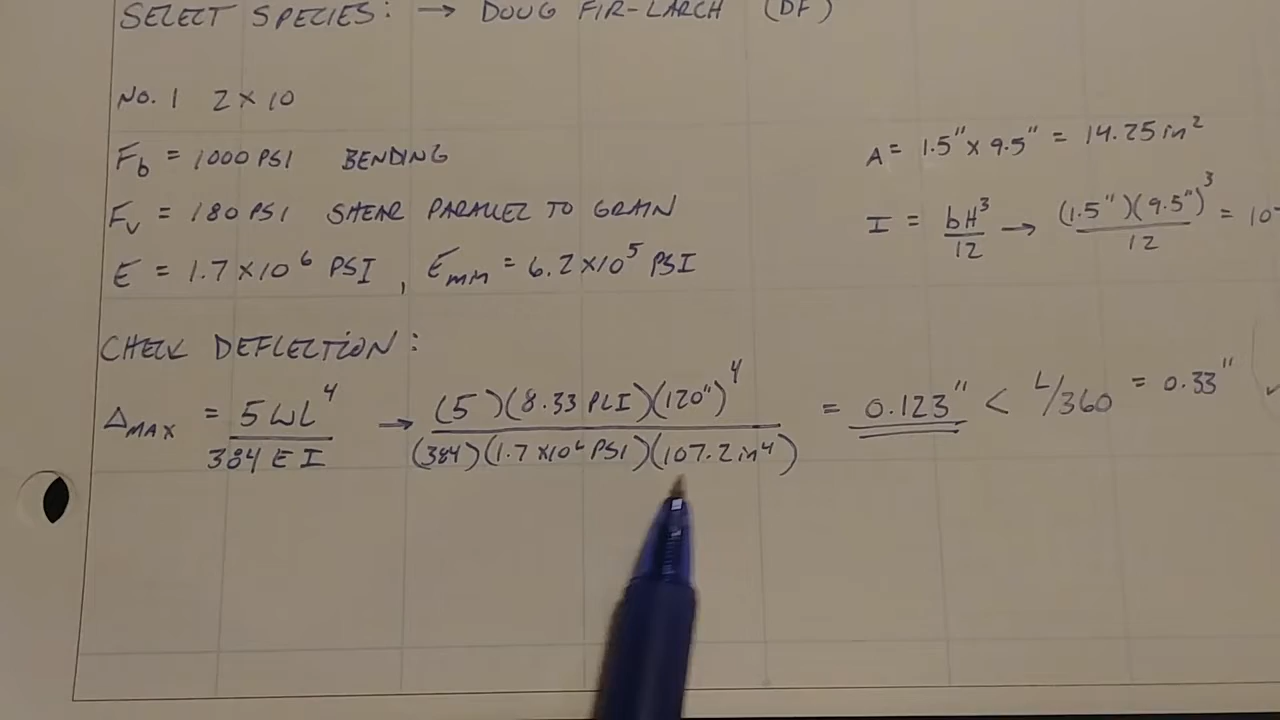 SELECT SPECIES: → DOUG FIR-LARCH (DF)
No. 1 2 × 10
Fb = 1000 PSI BENDING
A = 1.5" × 9.5" = 14.25 in²
Fv = 180 PSI SHEAR PARALLEL TO GRAIN
I = bH³/12 → (1.5")(9.5")³/12 = 10
E = 1.7 × 10⁶ PSI, Emin = 6.2 × 10⁵ PSI
CHECK DEFLECTION:
ΔMAX = 5WL⁴/384EI → (5)(8.33 PLI)(120")⁴/(384)(1.7 × 10⁶ PSI)(107.2 in⁴) = 0.123" < L/360 = 0.33"